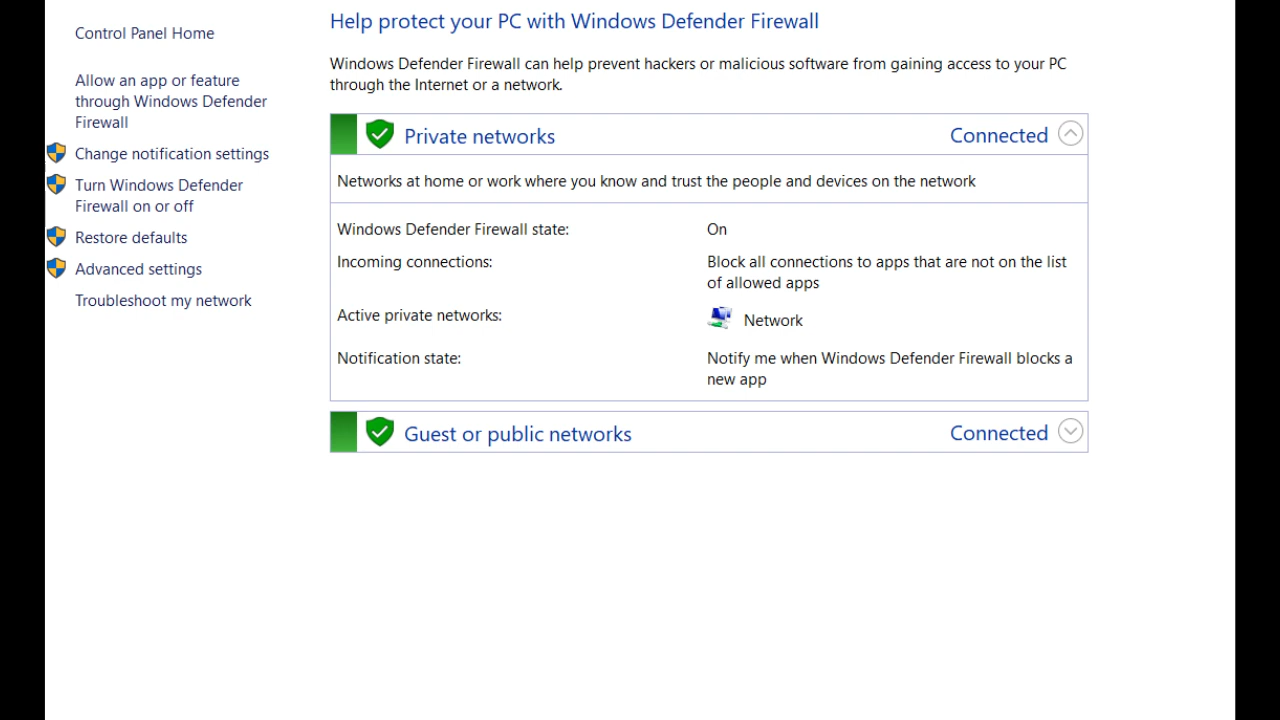 Control Panel Home
Allow an app or feature
through Windows Defender
Firewall
Change notification settings
Turn Windows Defender
Firewall on or off
Restore defaults
Advanced settings
Troubleshoot my network
Help protect your PC with Windows Defender Firewall
Windows Defender Firewall can help prevent hackers or malicious software from gaining access to your PC
through the Internet or a network.
Private networks Connected
Networks at home or work where you know and trust the people and devices on the network
Windows Defender Firewall state: On
Incoming connections: Block all connections to apps that are not on the list
of allowed apps
Active private networks: Network
Notification state: Notify me when Windows Defender Firewall blocks a
new app
Guest or public networks Connected